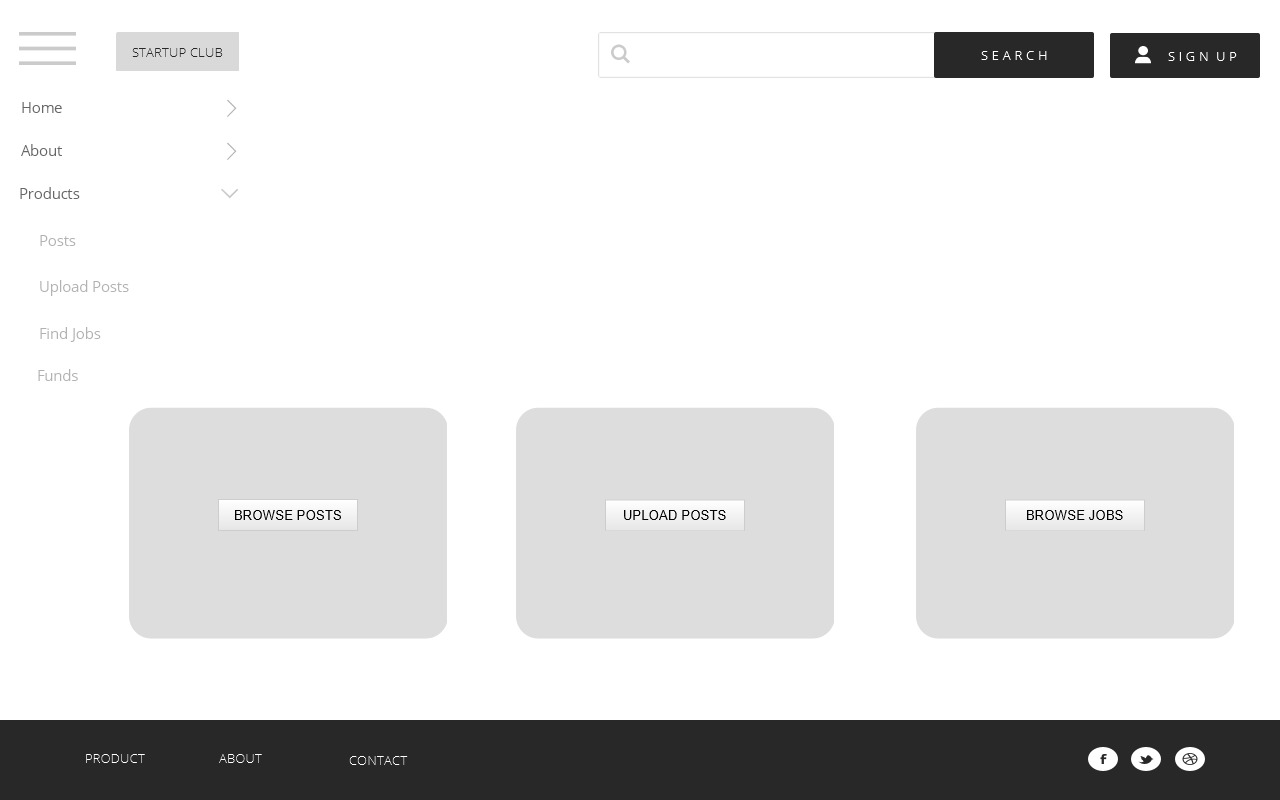 STARTUP CLUB
SEARCH
SIGN UP
Home
About
Products
Posts
Upload Posts
Find Jobs
Funds
BROWSE POSTS
UPLOAD POSTS
BROWSE JOBS
PRODUCT
ABOUT
CONTACT